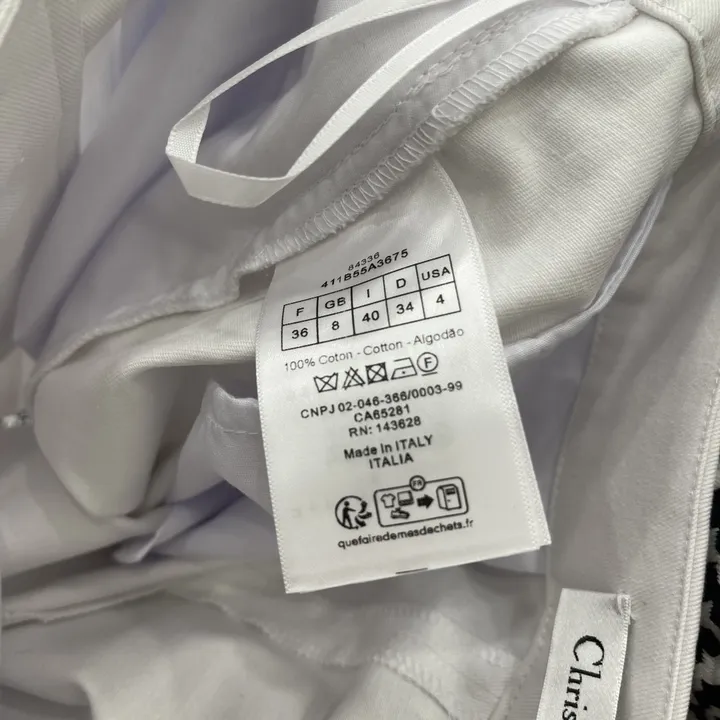 84336
411B55A3675
F GB I D USA
36 8 40 34 4
100% Coton - Cotton - Algodão
F
CNPJ 02-046-366/0003-99
CA65281
RN: 143628
Made in ITALY
ITALIA
FR
quefairedemesdechets.fr
Chris